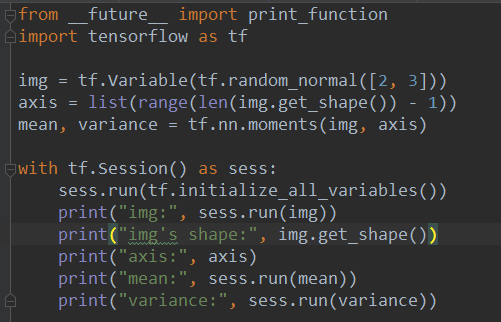 from __future__ import print_function
import tensorflow as tf
img = tf.Variable(tf.random_normal([2, 3]))
axis = list(range(len(img.get_shape()) - 1))
mean, variance = tf.nn.moments(img, axis)
with tf.Session() as sess:
    sess.run(tf.initialize_all_variables())
    print("img:", sess.run(img))
    print("img's shape:", img.get_shape())
    print("axis:", axis)
    print("mean:", sess.run(mean))
    print("variance:", sess.run(variance))